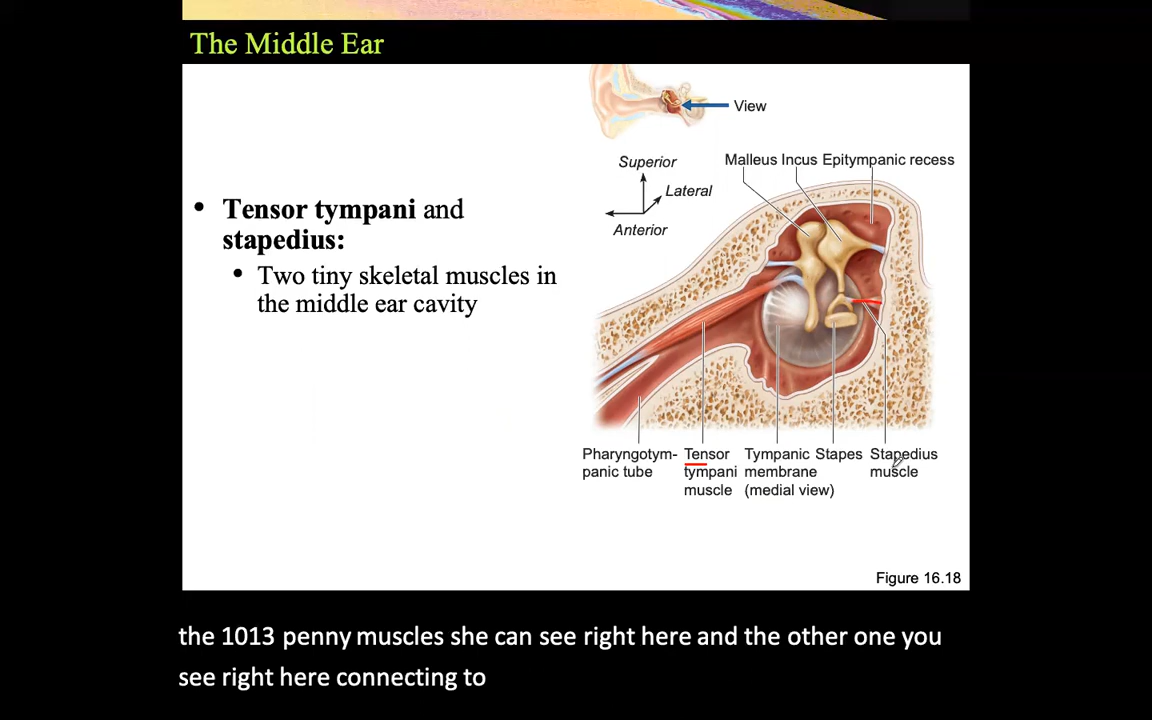 The Middle Ear
View
Superior
Malleus Incus Epitympanic recess
Lateral
• Tensor tympani and
stapedius:
Anterior
• Two tiny skeletal muscles in
the middle ear cavity
Pharyngotym-
panic tube
Tensor
tympani
muscle
Tympanic
membrane
(medial view)
Stapes
Stapedius
muscle
Figure 16.18
the 1013 penny muscles she can see right here and the other one you
see right here connecting to